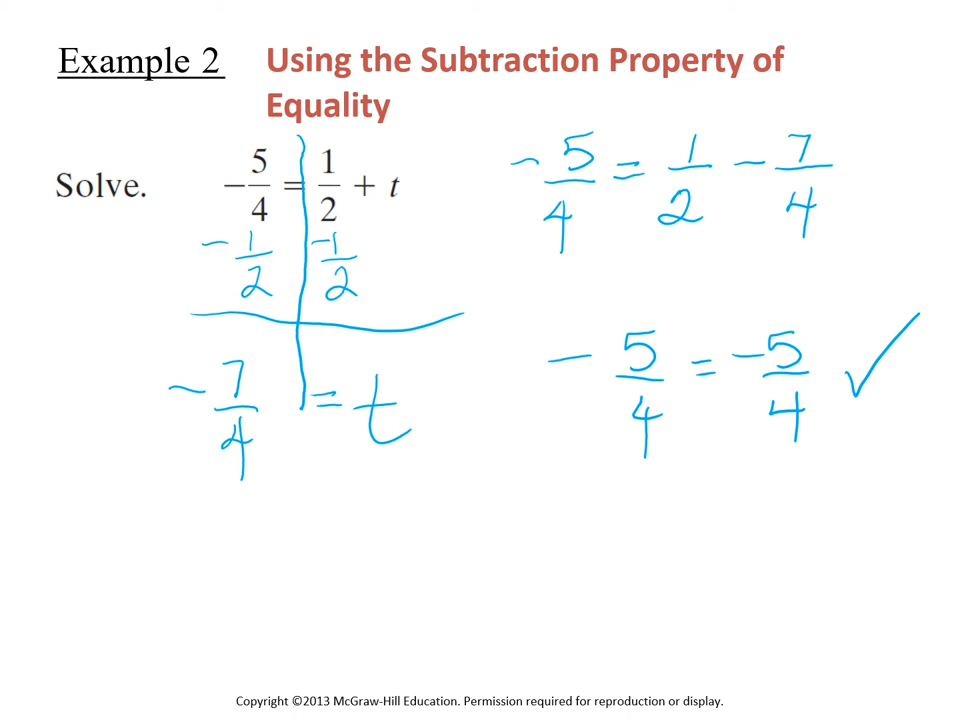 Example 2 Using the Subtraction Property of
Equality
Solve. -5/4 = 1/2 + t
-1/2 -1/2
-7/4 = t
-5/4 = 1/2 - 7/4
-5/4 = -5/4 ✓
Copyright ©2013 McGraw-Hill Education. Permission required for reproduction or display.